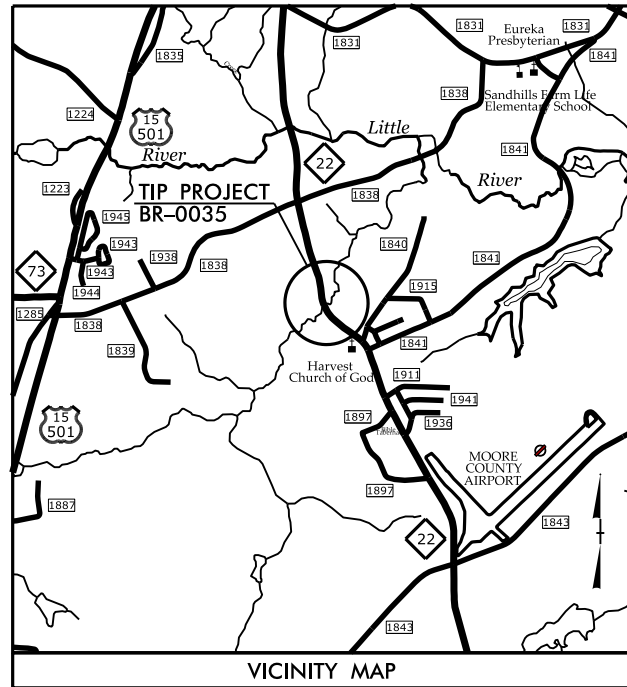 1831
1831
1831
Eureka
Presbyterian
1835
1841
Sandhills Farm Life
Elementary School
1838
1224
15
501
Little
River
22
1841
River
1838
1223
TIP PROJECT
BR–0035
1945
1840
1943
1938
1838
1841
73
1943
1915
1944
1285
1838
1841
1839
Harvest
Church of God
1911
1941
15
501
1897
1936
MOORE
COUNTY
AIRPORT
1887
1897
1843
22
1843
VICINITY MAP